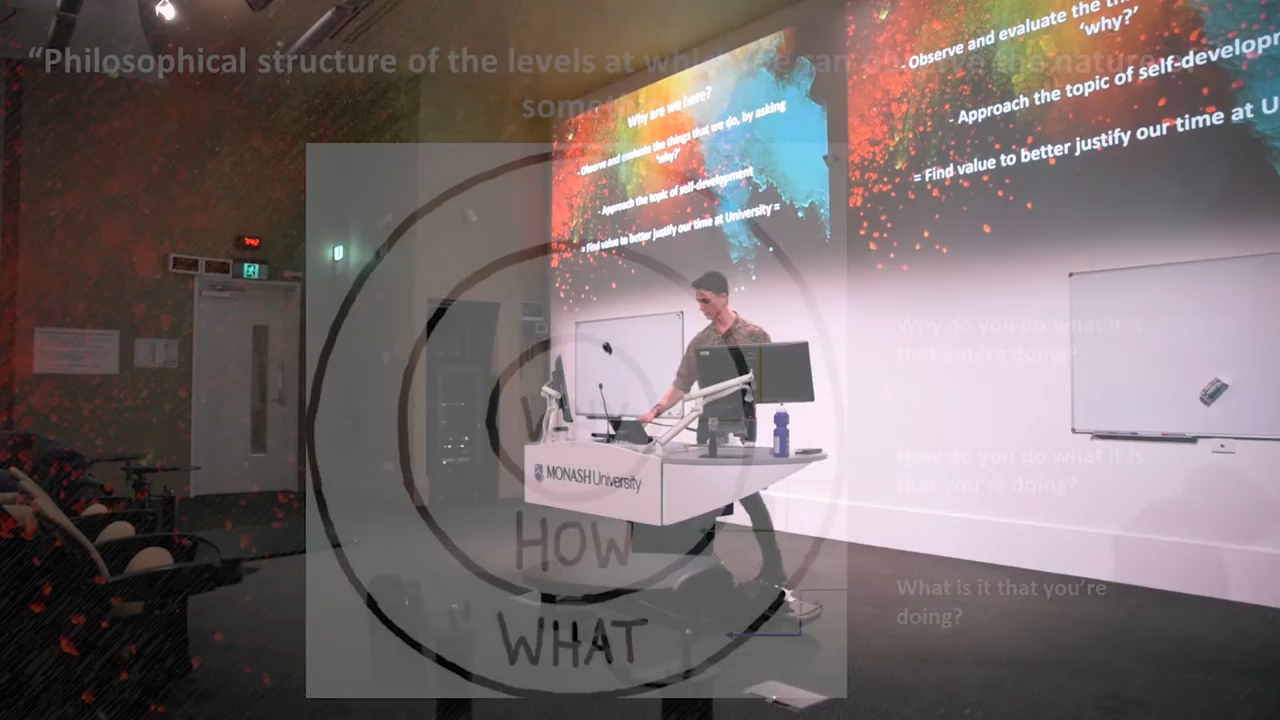 “Philosophical structure of the levels at which we can observe the nature of
something”
Why are we here?
- Observe and evaluate the things that we do, by asking
‘why?’
- Approach the topic of self-development
= Find value to better justify our time at University =
- Observe and evaluate the
‘why?’
- Approach the topic of self-developm
= Find value to better justify our time at U
WHY
HOW
WHAT
MONASH University
Why do you do what it is
that you're doing?
How do you do what it is
that you're doing?
What is it that you're
doing?